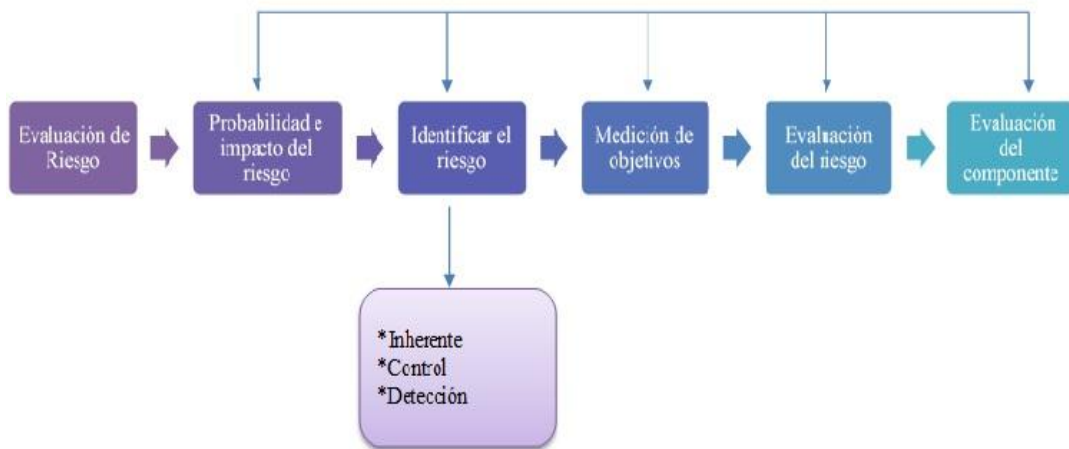 Evaluación de
Riesgo
Probabilidad e
impacto del
riesgo
Identificar el
riesgo
Medición de
objetivos
Evaluación
del riesgo
Evaluación
del
componente
*Inherente
*Control
*Detección